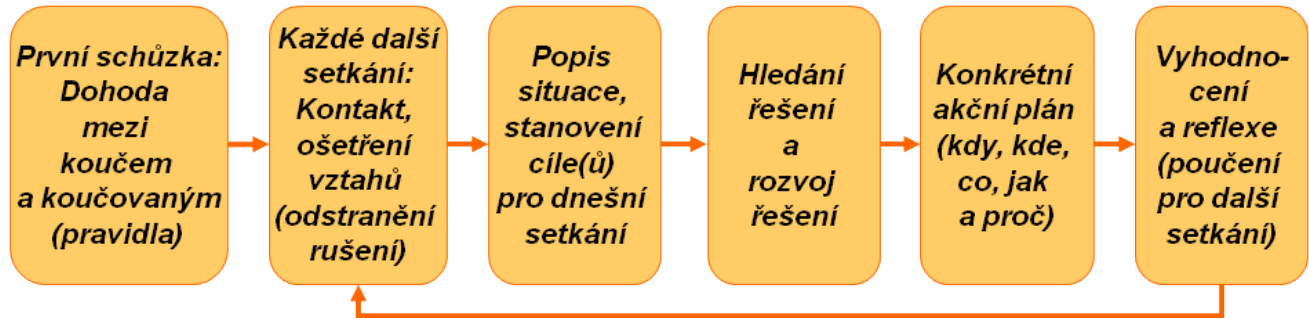 První schůzka:
Dohoda
mezi
koučem
a koučovaným
(pravidla)
Každé další
setkání:
Kontakt,
ošetření
vztahů
(odstranění
rušení)
Popis
situace,
stanovení
cíle(ů)
pro dnešní
setkání
Hledání
řešení
a
rozvoj
řešení
Konkrétní
akční plán
(kdy, kde,
co, jak
a proč)
Vyhodno-
cení
a reflexe
(poučení
pro další
setkání)